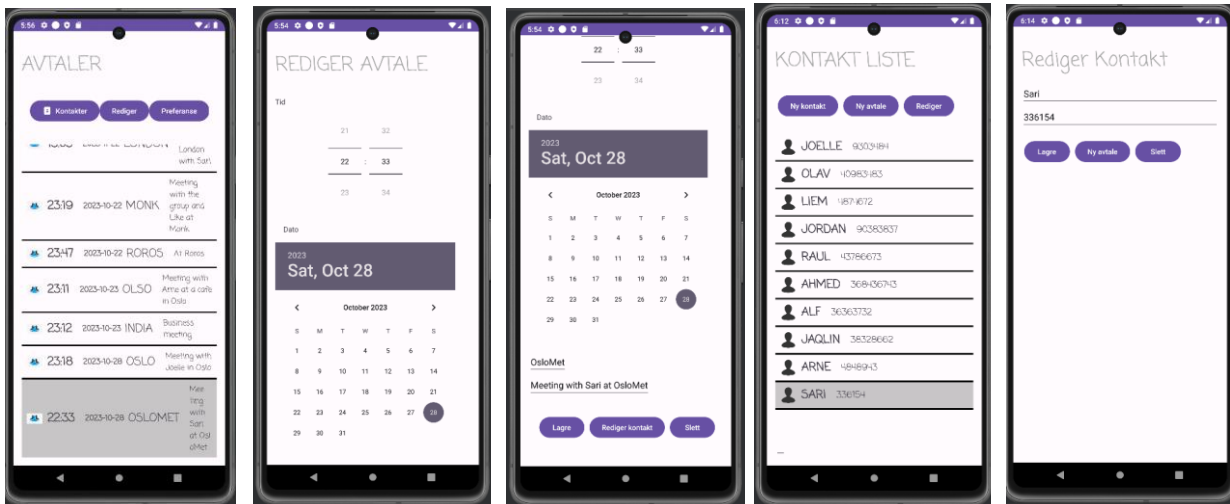 5:56
AVTALER
Kontakter Rediger Preferanse
London
with Sari
Meeting
with the
23:19 2023-10-22 MONK group and
Like at
Monk
23:47 2023-10-22 ROROS At Roros
Meeting with
23:11 2023-10-23 OLSO Arne at a cafe
in Oslo
23:12 2023-10-23 INDIA Business
meeting
23:18 2023-10-28 OSLO Meeting with
Joelle in Oslo
Mee
ting
22:33 2023-10-28 OSLOMET with
Sari
at Osl
oMet
5:54
REDIGER AVTALE
Tid
21 32
22 : 33
23 34
Dato
2023
Sat, Oct 28
October 2023
S M T W T F S
1 2 3 4 5 6 7
8 9 10 11 12 13 14
15 16 17 18 19 20 21
22 23 24 25 26 27 28
29 30 31
5:54
22 : 33
23 34
Dato
2023
Sat, Oct 28
October 2023
S M T W T F S
1 2 3 4 5 6 7
8 9 10 11 12 13 14
15 16 17 18 19 20 21
22 23 24 25 26 27 28
29 30 31
OsloMet
Meeting with Sari at OsloMet
Lagre Rediger kontakt Slett
6:12
KONTAKT LISTE
Ny kontakt Ny avtale Rediger
JOELLE 9303484
OLAV 40983483
LIEM 4874672
JORDAN 90383837
RAUL 43786673
AHMED 368436743
ALF 36363732
JAQLIN 38328662
ARNE 4848943
SARI 336154
6:14
Rediger Kontakt
Sari
336154
Lagre Ny avtale Slett